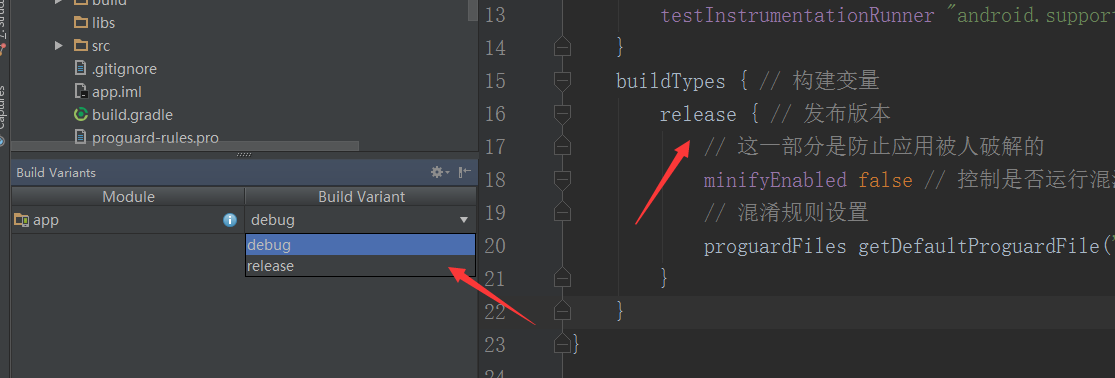 build
libs
src
.gitignore
app.iml
build.gradle
proguard-rules.pro
Captures
Build Variants
Module Build Variant
app debug
debug
release
13 testInstrumentationRunner "android.suppor
14 }
15 buildTypes { // 构建变量
16 release { // 发布版本
17 // 这一部分是防止应用被人破解的
18 minifyEnabled false // 控制是否运行混
19 // 混淆规则设置
20 proguardFiles getDefaultProguardFile(
21 }
22 }
23 }
24